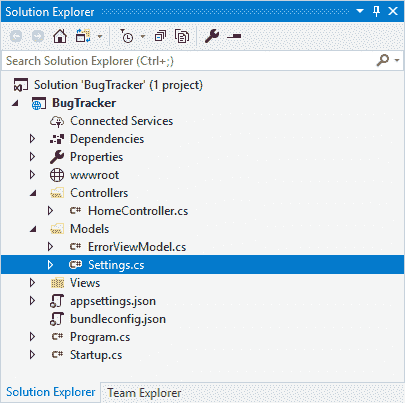 Solution Explorer
Search Solution Explorer (Ctrl+;)
Solution 'BugTracker' (1 project)
BugTracker
Connected Services
Dependencies
Properties
wwwroot
Controllers
C# HomeController.cs
Models
C# ErrorViewModel.cs
C# Settings.cs
Views
appsettings.json
bundleconfig.json
C# Program.cs
C# Startup.cs
Solution Explorer Team Explorer